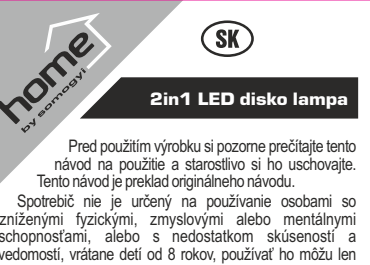 home
by somogyi
SK
2in1 LED disko lampa
Pred použitím výrobku si pozorne prečítajte tento
návod na použitie a starostlivo si ho uschovajte.
Tento návod je preklad originálneho návodu.
Spotrebič nie je určený na používanie osobami so
zníženými fyzickými, zmyslovými alebo mentálnymi
schopnosťami, alebo s nedostatkom skúseností a
vedomostí, vrátane detí od 8 rokov, používať ho môžu len